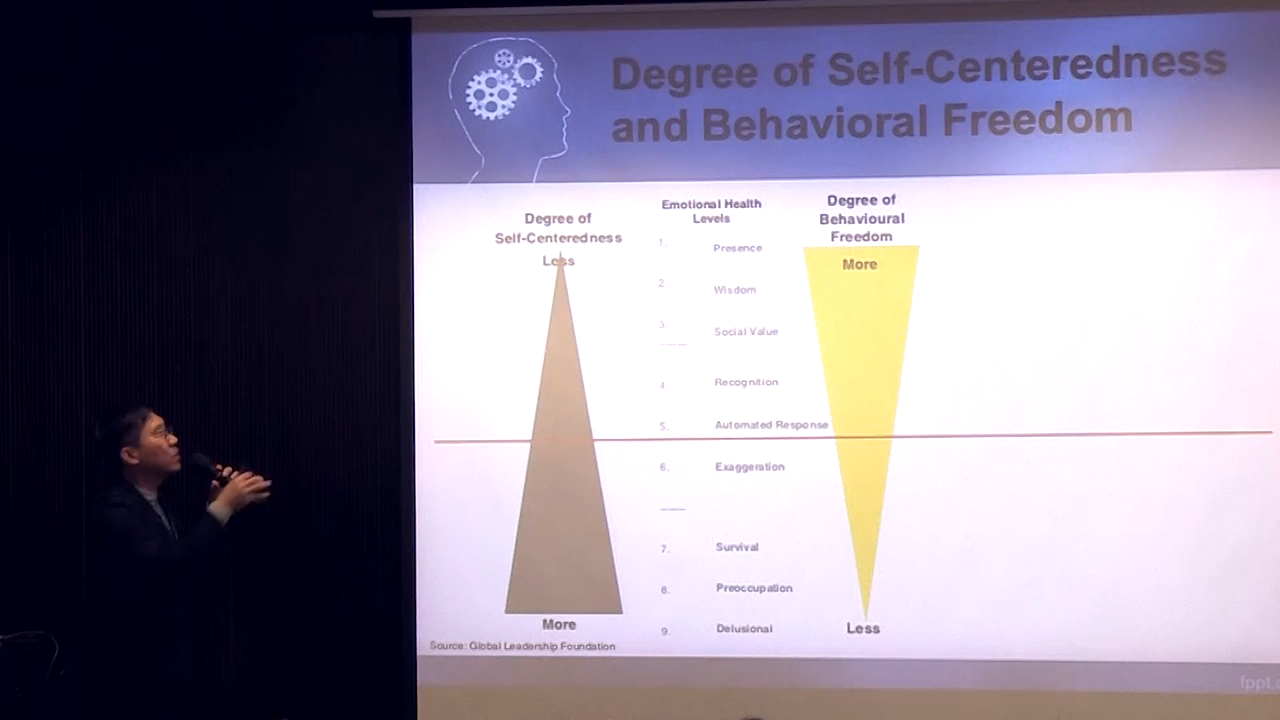 Degree of Self-Centeredness
and Behavioral Freedom
Degree of
Self-Centeredness
Less
More
Emotional Health
Levels
1. Presence
2. Wisdom
3. Social Value
4. Recognition
5. Automated Response
6. Exaggeration
7. Survival
8. Preoccupation
9. Delusional
Degree of
Behavioural
Freedom
More
Less
Source: Global Leadership Foundation
fppt.